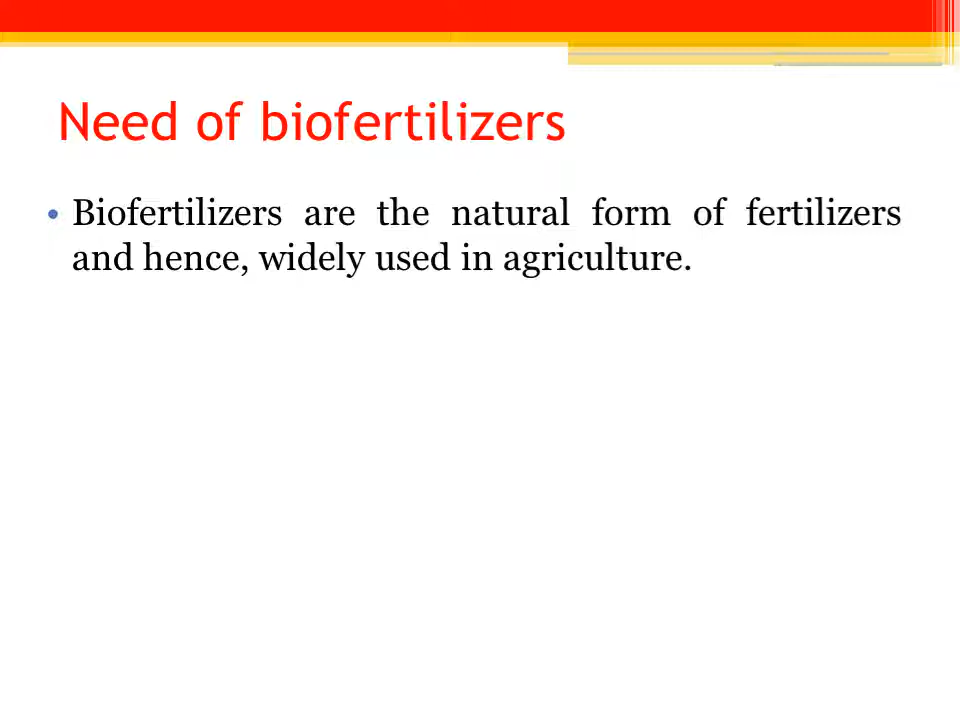 Need of biofertilizers
• Biofertilizers are the natural form of fertilizers
and hence, widely used in agriculture.